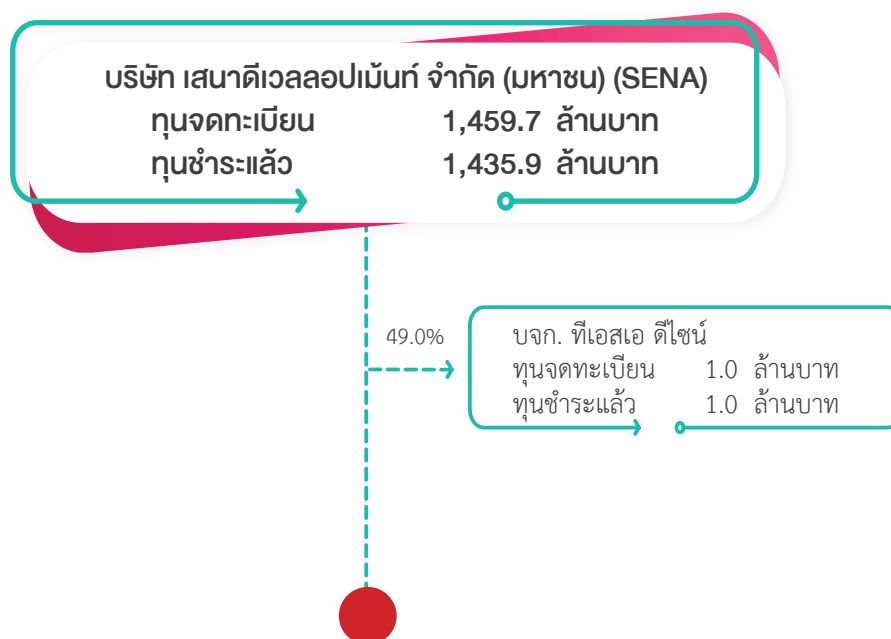 บริษัท เสนาดีเวลลอปเม้นท์ จำกัด (มหาชน) (SENA)
ทุนจดทะเบียน 1,459.7 ล้านบาท
ทุนชำระแล้ว 1,435.9 ล้านบาท
49.0%
บจก. ทีเอสเอ ดีไซน์
ทุนจดทะเบียน 1.0 ล้านบาท
ทุนชำระแล้ว 1.0 ล้านบาท